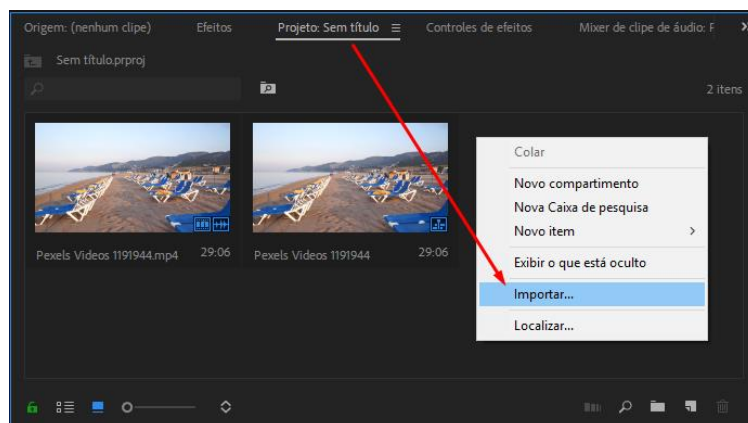 Origem: (nenhum clipe) Efeitos Projeto: Sem título Controles de efeitos Mixer de clipe de áudio: F
Sem título.prproj
2 itens
Colar
Novo compartimento
Nova Caixa de pesquisa
Novo item
Pexels Videos 1191944.mp4 29:06 Pexels Videos 1191944 29:06
Exibir o que está oculto
Importar...
Localizar...